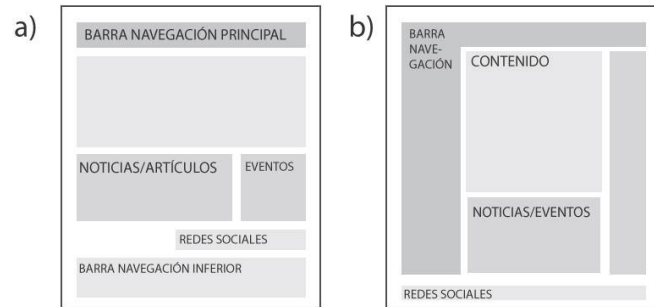 a)
BARRA NAVEGACIÓN PRINCIPAL
NOTICIAS/ARTÍCULOS
EVENTOS
REDES SOCIALES
BARRA NAVEGACIÓN INFERIOR
b)
BARRA
NAVE-
GACIÓN
CONTENIDO
NOTICIAS/EVENTOS
REDES SOCIALES